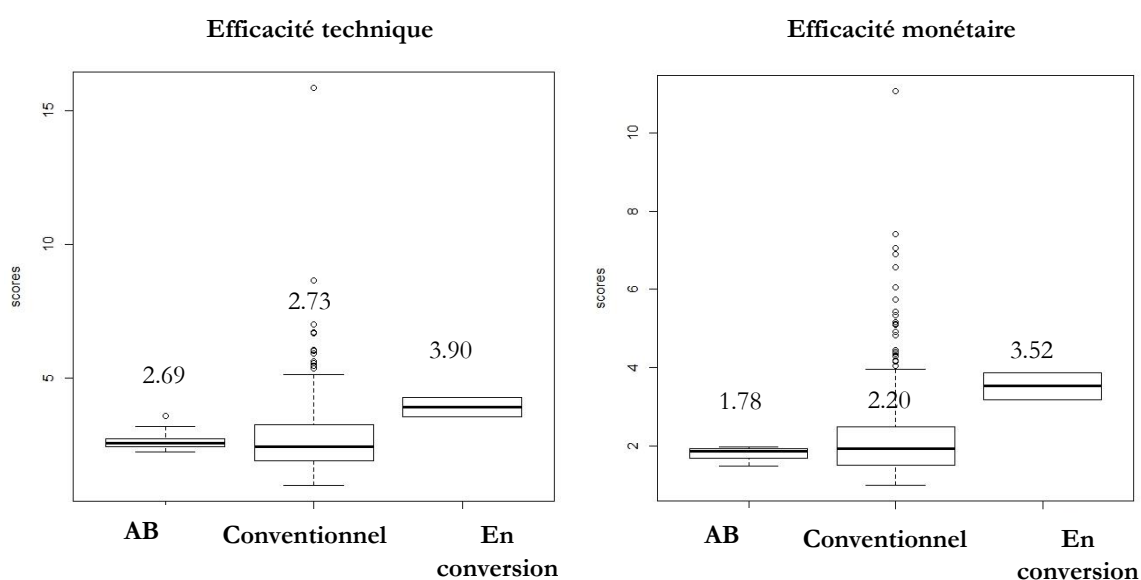 Efficacité technique
scores
15
10
5
2.69
2.73
3.90
AB
Conventionnel
En
conversion
Efficacité monétaire
scores
10
8
6
4
2
1.78
2.20
3.52
AB
Conventionnel
En
conversion